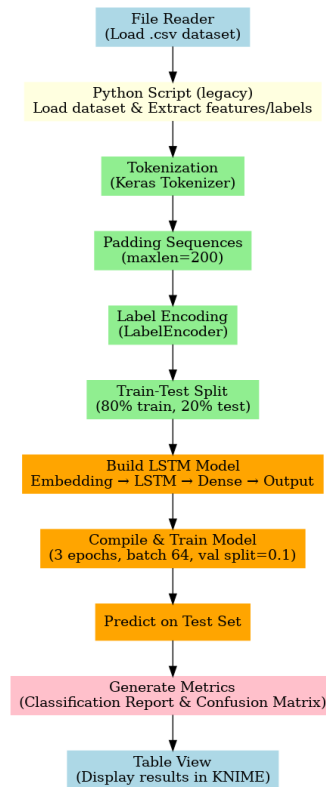 File Reader
(Load .csv dataset)
Python Script (legacy)
Load dataset & Extract features/labels
Tokenization
(Keras Tokenizer)
Padding Sequences
(maxlen=200)
Label Encoding
(LabelEncoder)
Train-Test Split
(80% train, 20% test)
Build LSTM Model
Embedding → LSTM → Dense → Output
Compile & Train Model
(3 epochs, batch 64, val split=0.1)
Predict on Test Set
Generate Metrics
(Classification Report & Confusion Matrix)
Table View
(Display results in KNIME)